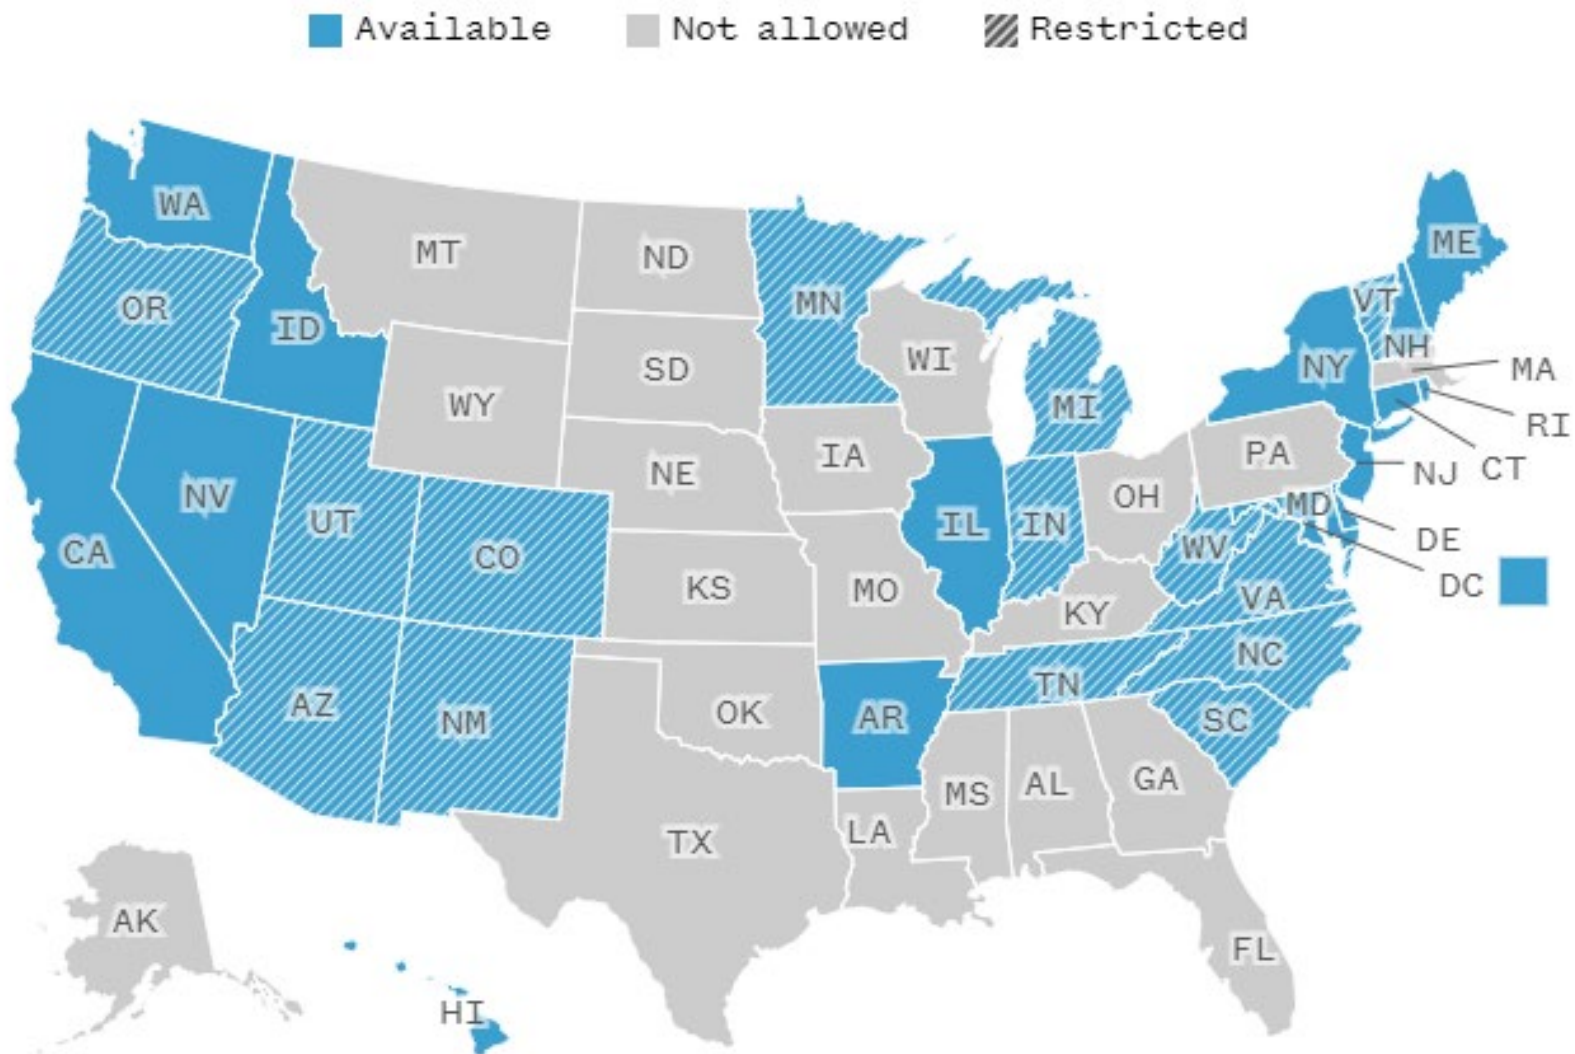 Available Not allowed Restricted
WA
MT
ND
MN
ME
OR
ID
VT
SD
WI
NH
NY
MA
WY
MI
RI
IA
PA
NE
NJ
CT
NV
OH
UT
IL
IN
MD
CA
CO
WV
DE
KS
MO
DC
KY
VA
NC
AZ
TN
NM
OK
AR
SC
MS
AL
GA
TX
LA
AK
FL
HI